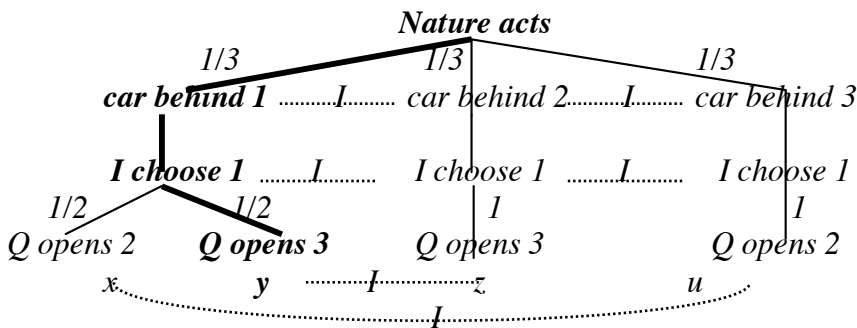 Nature acts
1/3 1/3 1/3
car behind 1 I car behind 2 I car behind 3
I choose 1 I I choose 1 I I choose 1
1/2 1/2 1 1
Q opens 2 Q opens 3 Q opens 3 Q opens 2
x y I z u
I